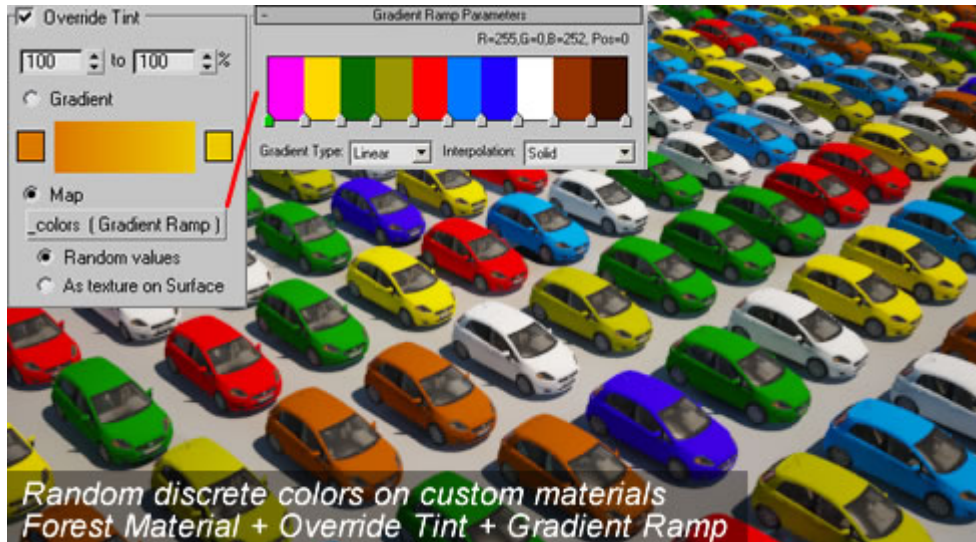 Override Tint
100 to 100 %
Gradient
Map
_colors ( Gradient Ramp )
Random values
As texture on Surface
- Gradient Ramp Parameters
R=255,G=0,B=252, Pos=0
Gradient Type: Linear Interpolation: Solid
Random discrete colors on custom materials
Forest Material + Override Tint + Gradient Ramp